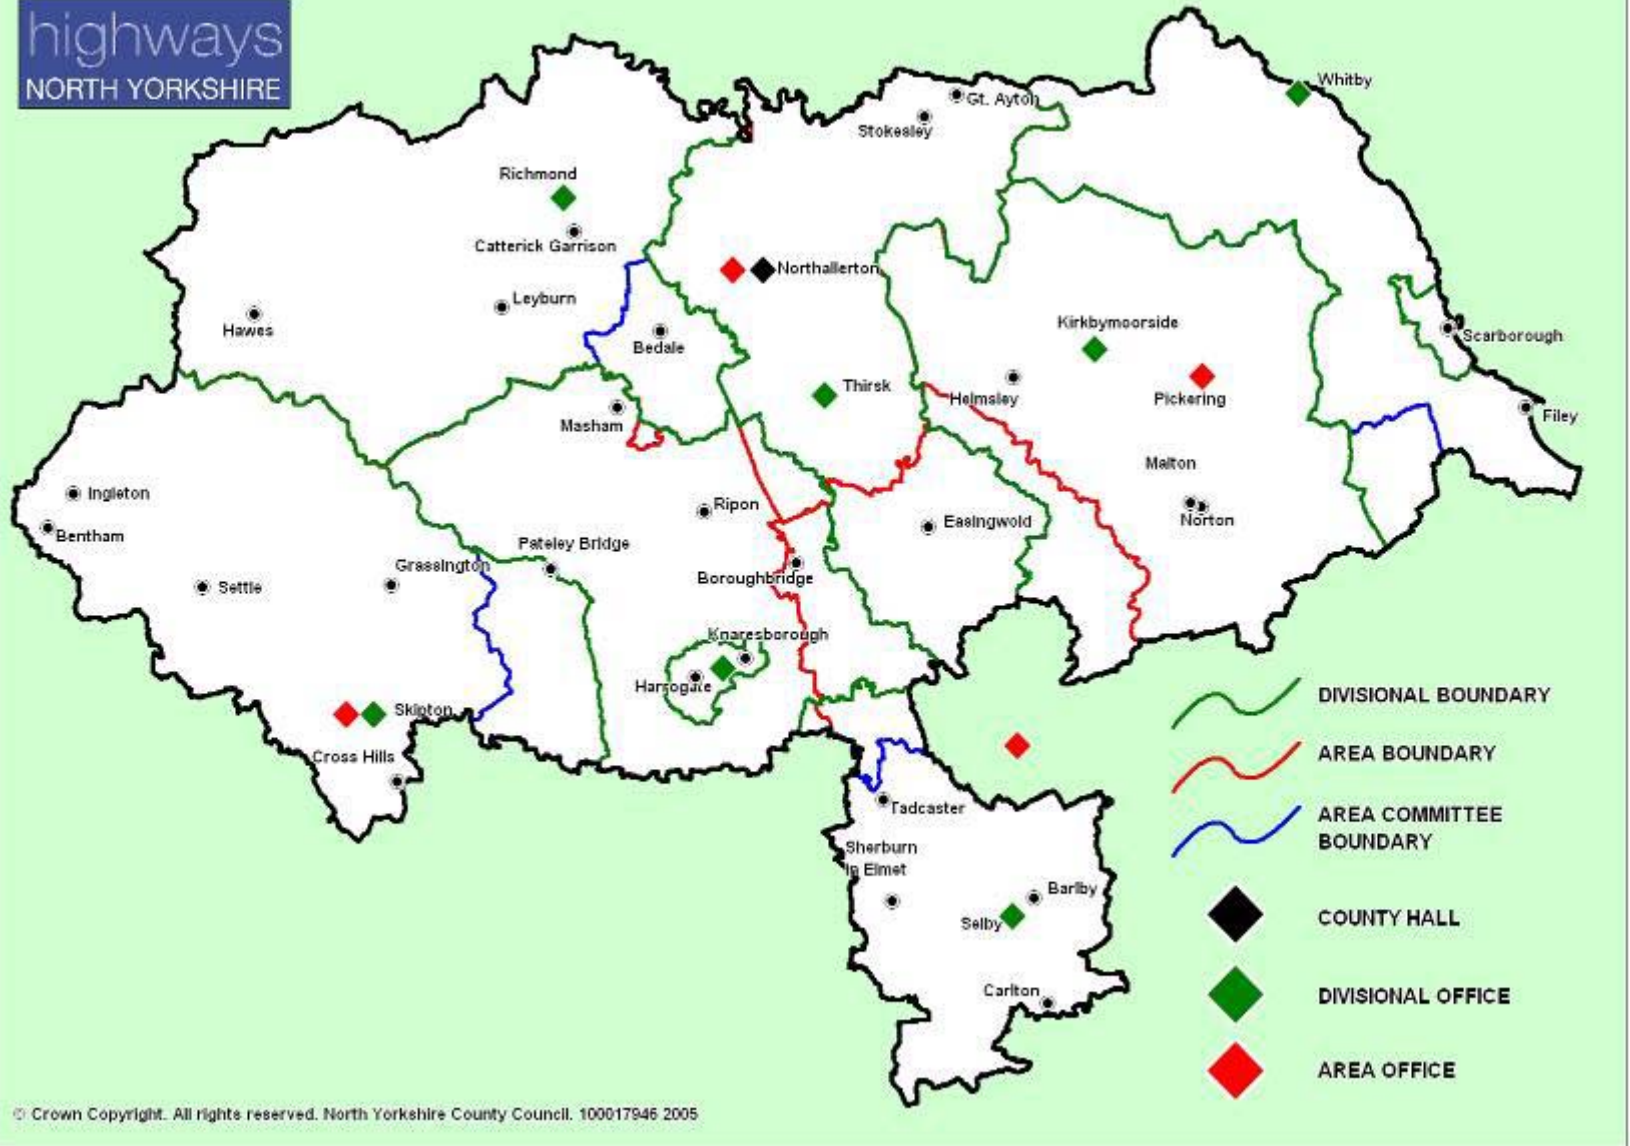 highways
NORTH YORKSHIRE
Whitby
Gt. Ayton
Stokesley
Richmond
Catterick Garrison
Northallerton
Leyburn
Hawes
Bedale
Kirkbymoorside
Scarborough
Thirsk
Helmsley
Pickering
Filey
Masham
Malton
Ingleton
Ripon
Norton
Easingwold
Bentham
Pateley Bridge
Grassington
Settle
Boroughbridge
Knaresborough
Harrogate
Skipton
Cross Hills
Tadcaster
Sherburn
in Elmet
Barlby
Selby
Carlton
DIVISIONAL BOUNDARY
AREA BOUNDARY
AREA COMMITTEE
BOUNDARY
COUNTY HALL
DIVISIONAL OFFICE
AREA OFFICE
© Crown Copyright. All rights reserved. North Yorkshire County Council. 100017946 2005